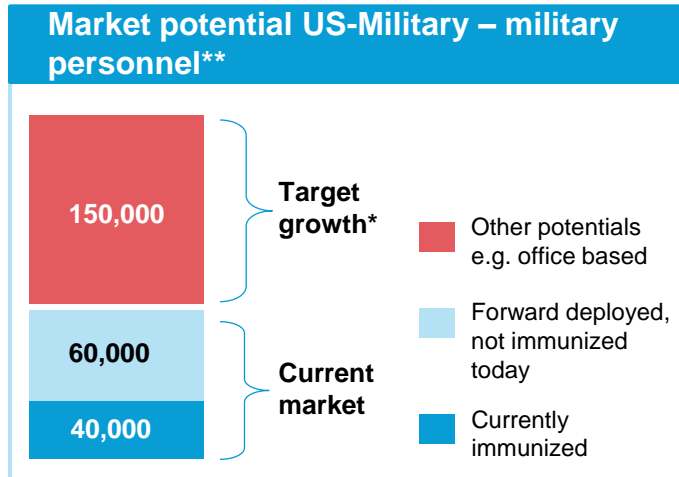 Market potential US-Military – military
personnel**
150,000
Target
growth*
60,000
40,000
Current
market
Other potentials
e.g. office based
Forward deployed,
not immunized
today
Currently
immunized